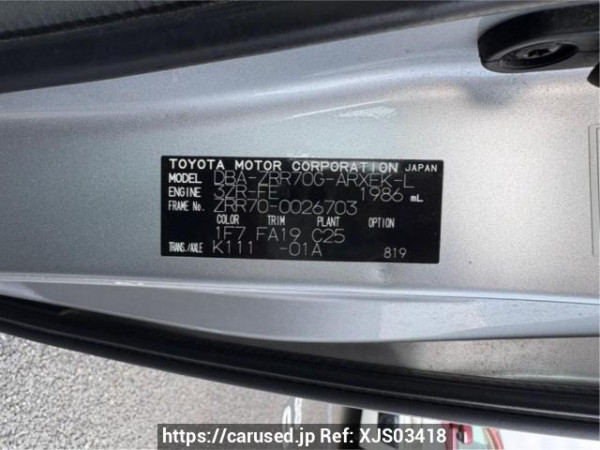 TOYOTA MOTOR CORPORATION JAPAN
MODEL DBA-ZRR70G-ARXEK-L
ENGINE 3ZR-FE 1986 mL
FRAME No. ZRR70-0026703
COLOR TRIM PLANT
1F7 FA19 C25
TRANS./AXLE K111 -01A 819
https://carused.jp Ref: XJS03418